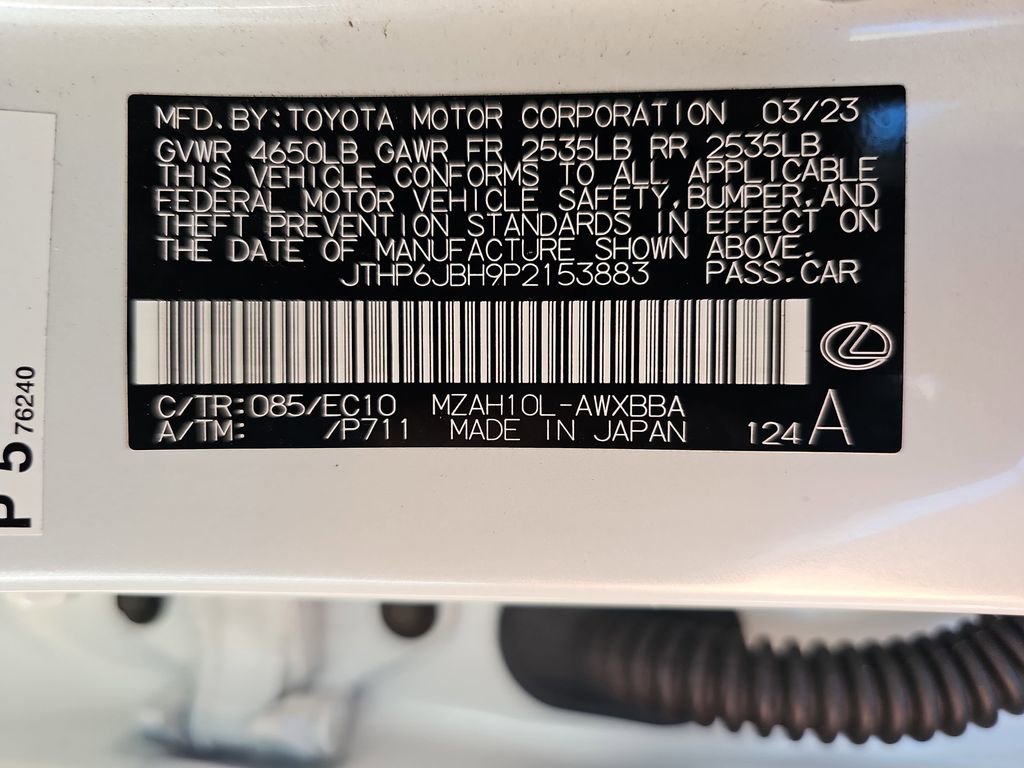 MFD.BY:TOYOTA MOTOR CORPORATION 03/23
GVWR 4650LB GAWR FR 2535LB RR 2535LB
THIS VEHICLE CONFORMS TO ALL APPLICABLE
FEDERAL MOTOR VEHICLE SAFETY,BUMPER,AND
THEFT PREVENTION STANDARDS IN EFFECT ON
THE DATE OF MANUFACTURE SHOWN ABOVE.
JTHP6JBH9P2153883 PASS.CAR
C/TR:085/EC10 MZAH10L-AWXBBA
A/TM: /P711 MADE IN JAPAN 124 A
P 5 76240